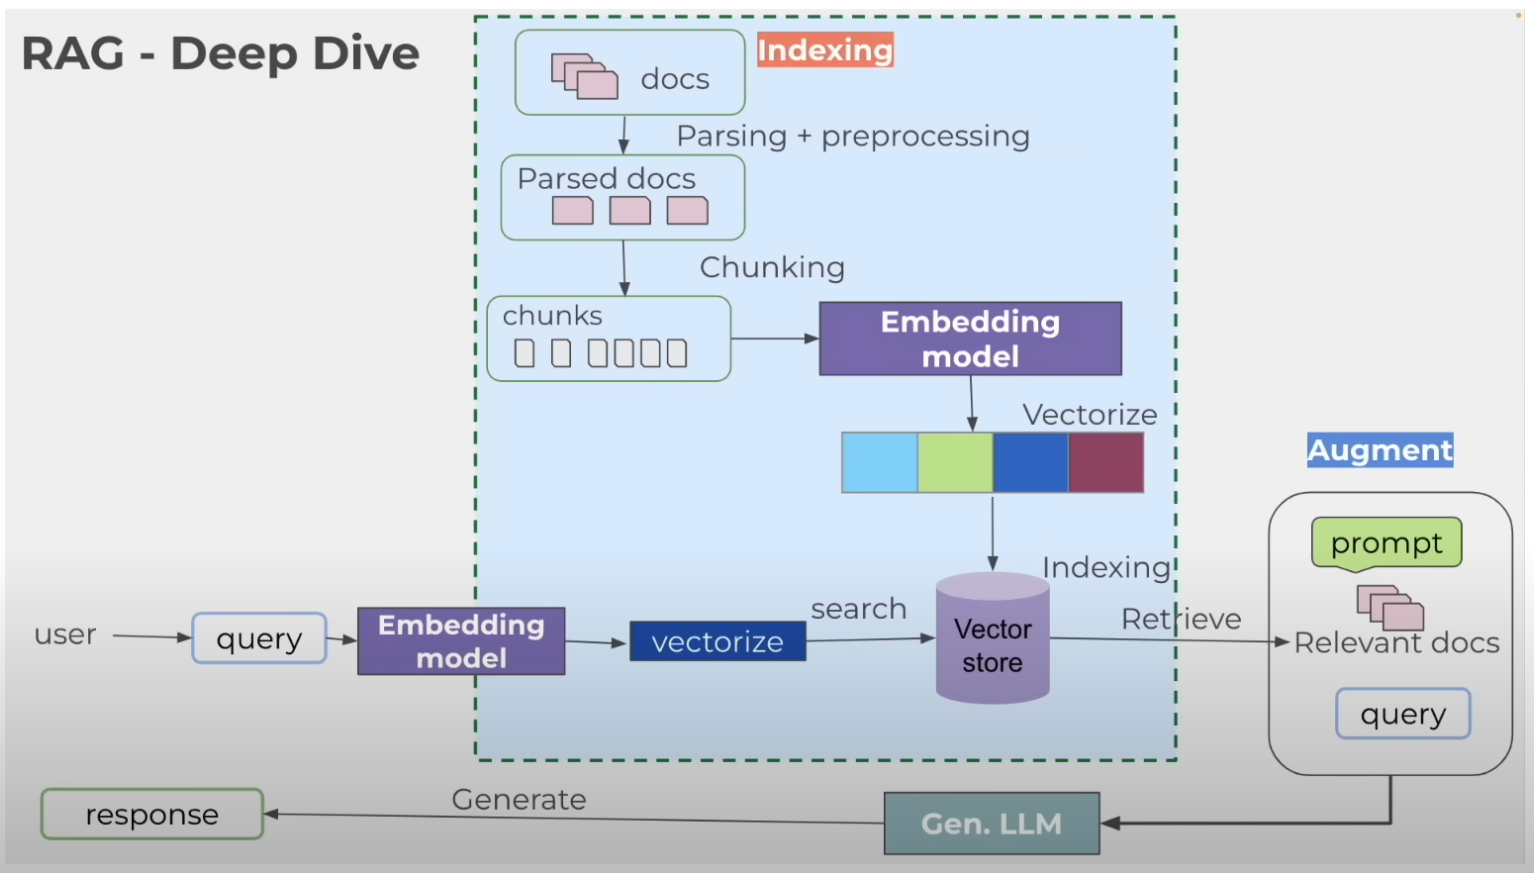 RAG - Deep Dive
Indexing
docs
Parsing + preprocessing
Parsed docs
Chunking
chunks
Embedding
model
Vectorize
Augment
prompt
Indexing
search
Retrieve
user
query
Embedding
model
vectorize
Vector
store
Relevant docs
query
Generate
response
Gen. LLM